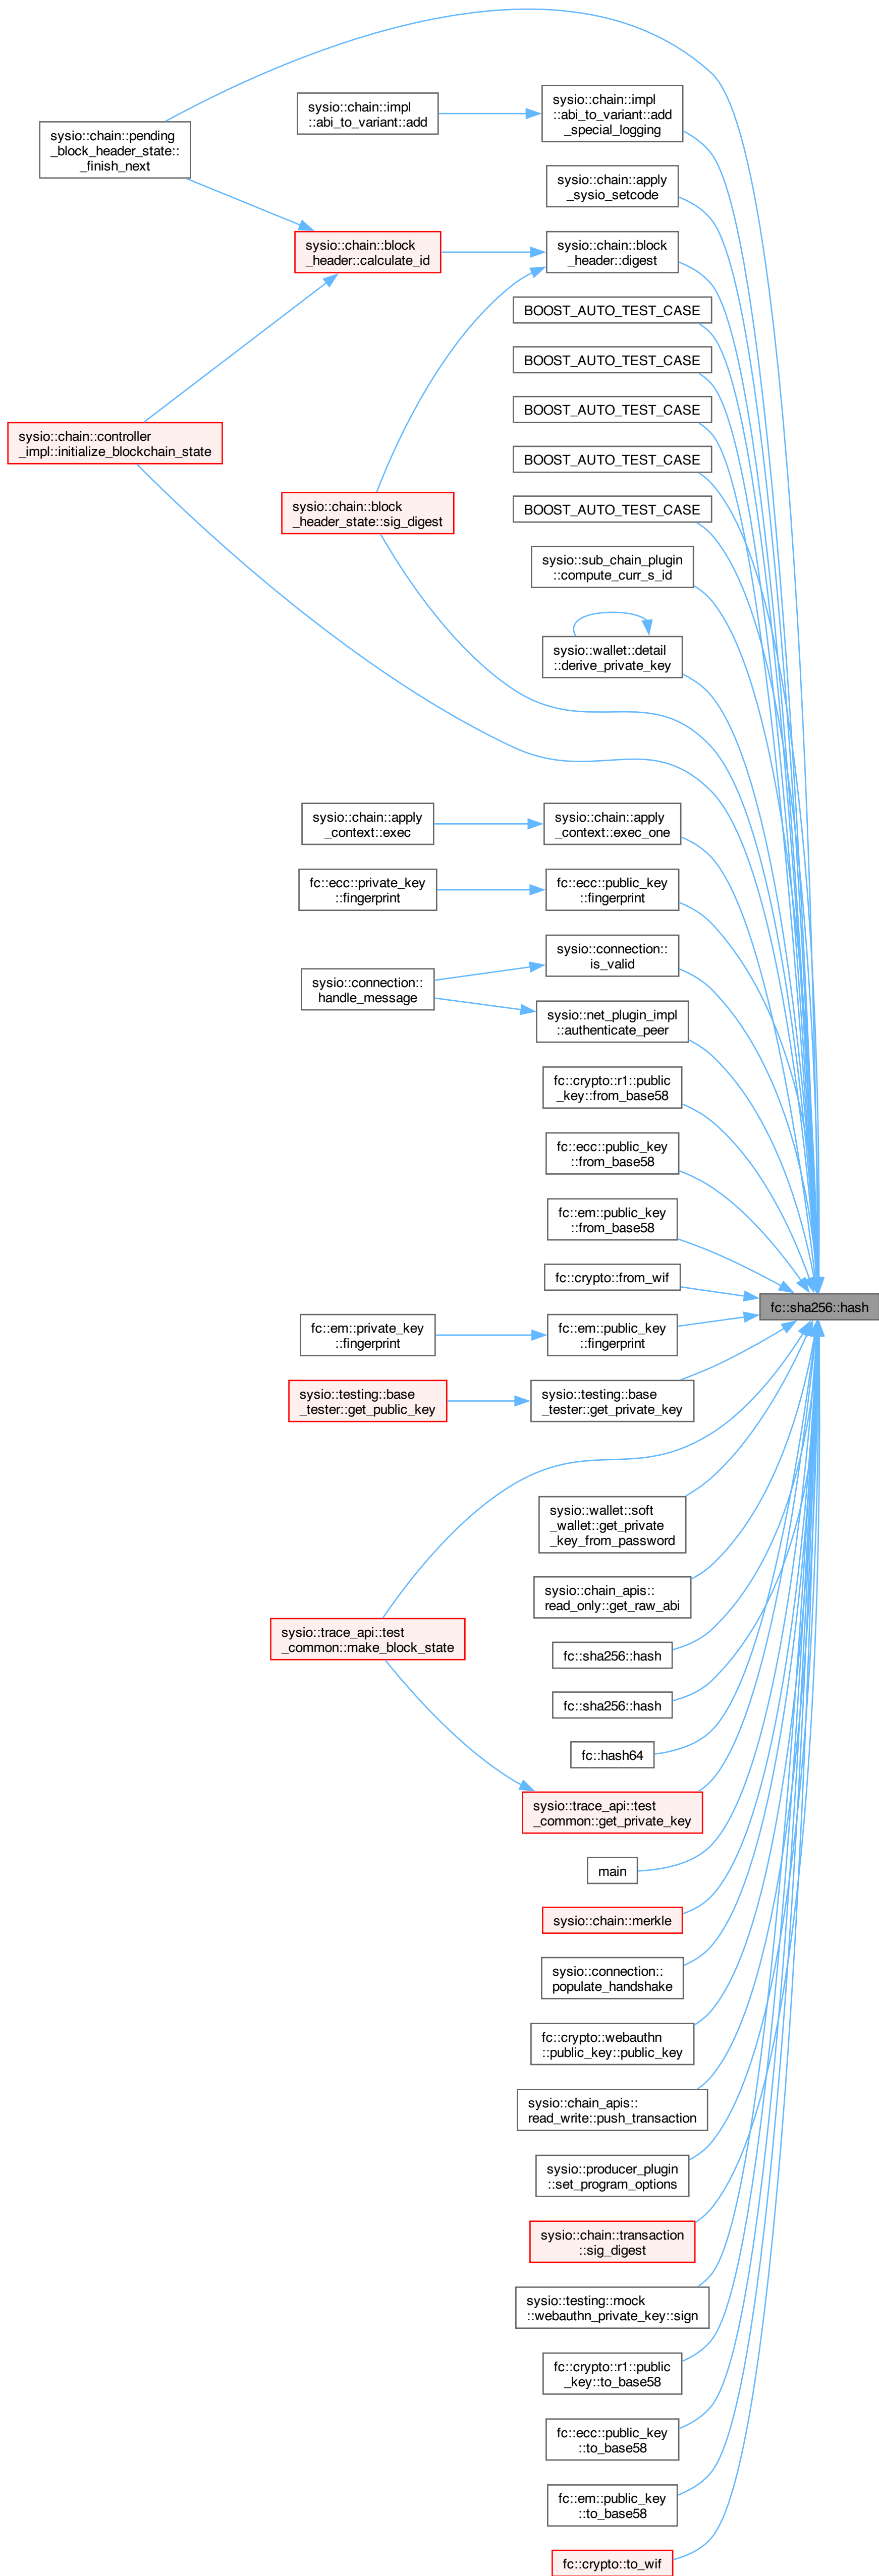 sysio::chain::pending
_block_header_state::
_finish_next
sysio::chain::impl
::abi_to_variant::add
sysio::chain::impl
::abi_to_variant::add
_special_logging
sysio::chain::apply
_sysio_setcode
sysio::chain::block
_header::calculate_id
sysio::chain::block
_header::digest
BOOST_AUTO_TEST_CASE
BOOST_AUTO_TEST_CASE
BOOST_AUTO_TEST_CASE
sysio::chain::controller
_impl::initialize_blockchain_state
BOOST_AUTO_TEST_CASE
sysio::chain::block
_header_state::sig_digest
BOOST_AUTO_TEST_CASE
sysio::sub_chain_plugin
::compute_curr_s_id
sysio::wallet::detail
::derive_private_key
sysio::chain::apply
_context::exec
sysio::chain::apply
_context::exec_one
fc::ecc::private_key
::fingerprint
fc::ecc::public_key
::fingerprint
sysio::connection::
is_valid
sysio::connection::
handle_message
sysio::net_plugin_impl
::authenticate_peer
fc::crypto::r1::public
_key::from_base58
fc::ecc::public_key
::from_base58
fc::em::public_key
::from_base58
fc::crypto::from_wif
fc::sha256::hash
fc::em::private_key
::fingerprint
fc::em::public_key
::fingerprint
sysio::testing::base
_tester::get_public_key
sysio::testing::base
_tester::get_private_key
sysio::wallet::soft
_wallet::get_private
_key_from_password
sysio::chain_apis::
read_only::get_raw_abi
sysio::trace_api::test
_common::make_block_state
fc::sha256::hash
fc::sha256::hash
fc::hash64
sysio::trace_api::test
_common::get_private_key
main
sysio::chain::merkle
sysio::connection::
populate_handshake
fc::crypto::webauthn
::public_key::public_key
sysio::chain_apis::
read_write::push_transaction
sysio::producer_plugin
::set_program_options
sysio::chain::transaction
::sig_digest
sysio::testing::mock
::webauthn_private_key::sign
fc::crypto::r1::public
_key::to_base58
fc::ecc::public_key
::to_base58
fc::em::public_key
::to_base58
fc::crypto::to_wif